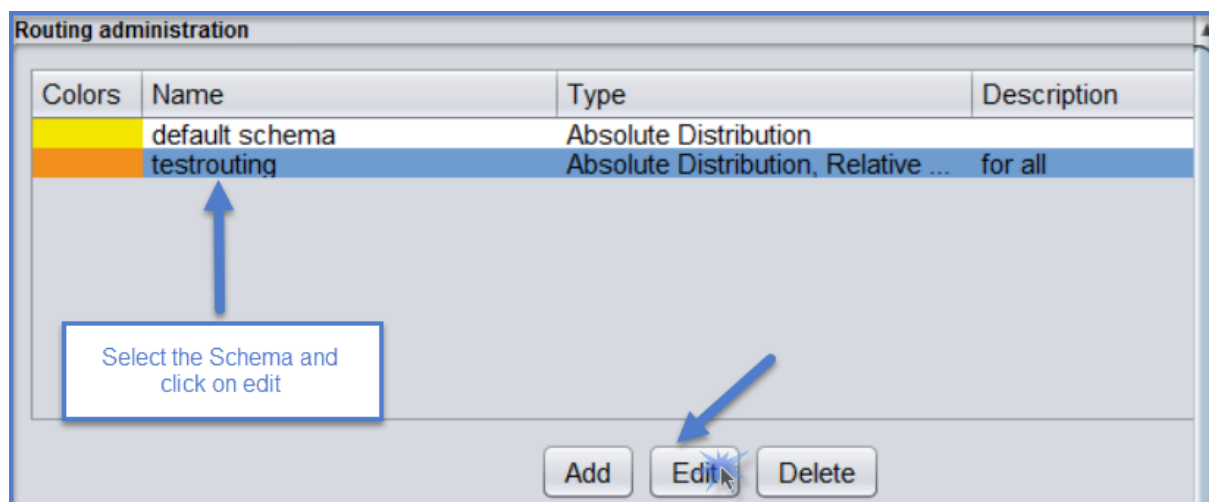 Routing administration
Colors Name Type Description
default schema Absolute Distribution
testrouting Absolute Distribution, Relative ... for all
Select the Schema and
click on edit
Add Edit Delete